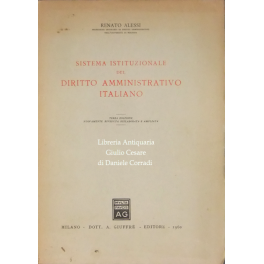 RENATO ALESSI
SISTEMA ISTITUZIONALE
DEL
DIRITTO AMMINISTRATIVO
ITALIANO
Libreria Antiquaria
Giulio Cesare
di Daniele Corradi
AG
MILANO - DOTT. A. GIUFFRÈ - EDITORE - 1960